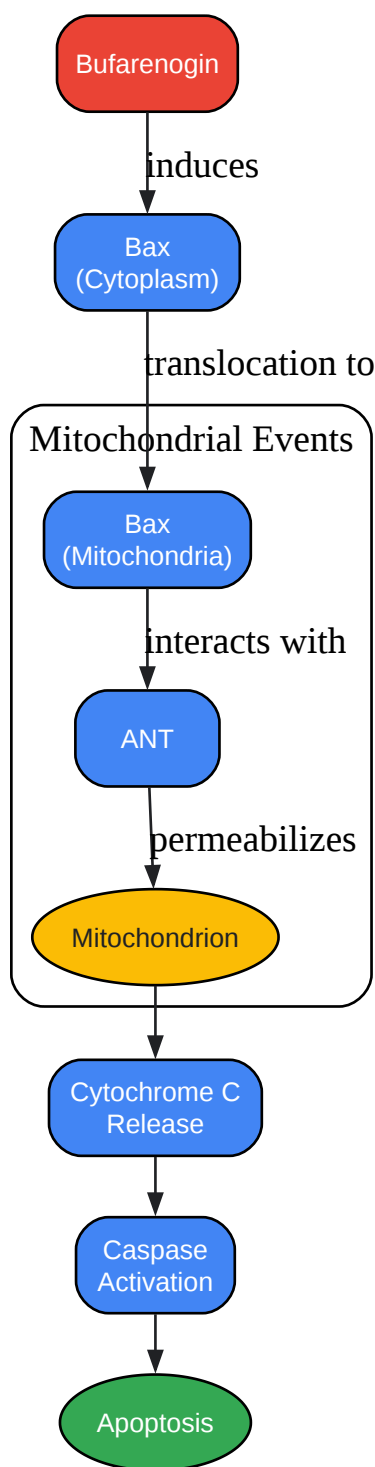 Bufarenogin
induces
Bax
(Cytoplasm)
translocation to
Mitochondrial Events
Bax
(Mitochondria)
interacts with
ANT
permeabilizes
Mitochondrion
Cytochrome C
Release
Caspase
Activation
Apoptosis